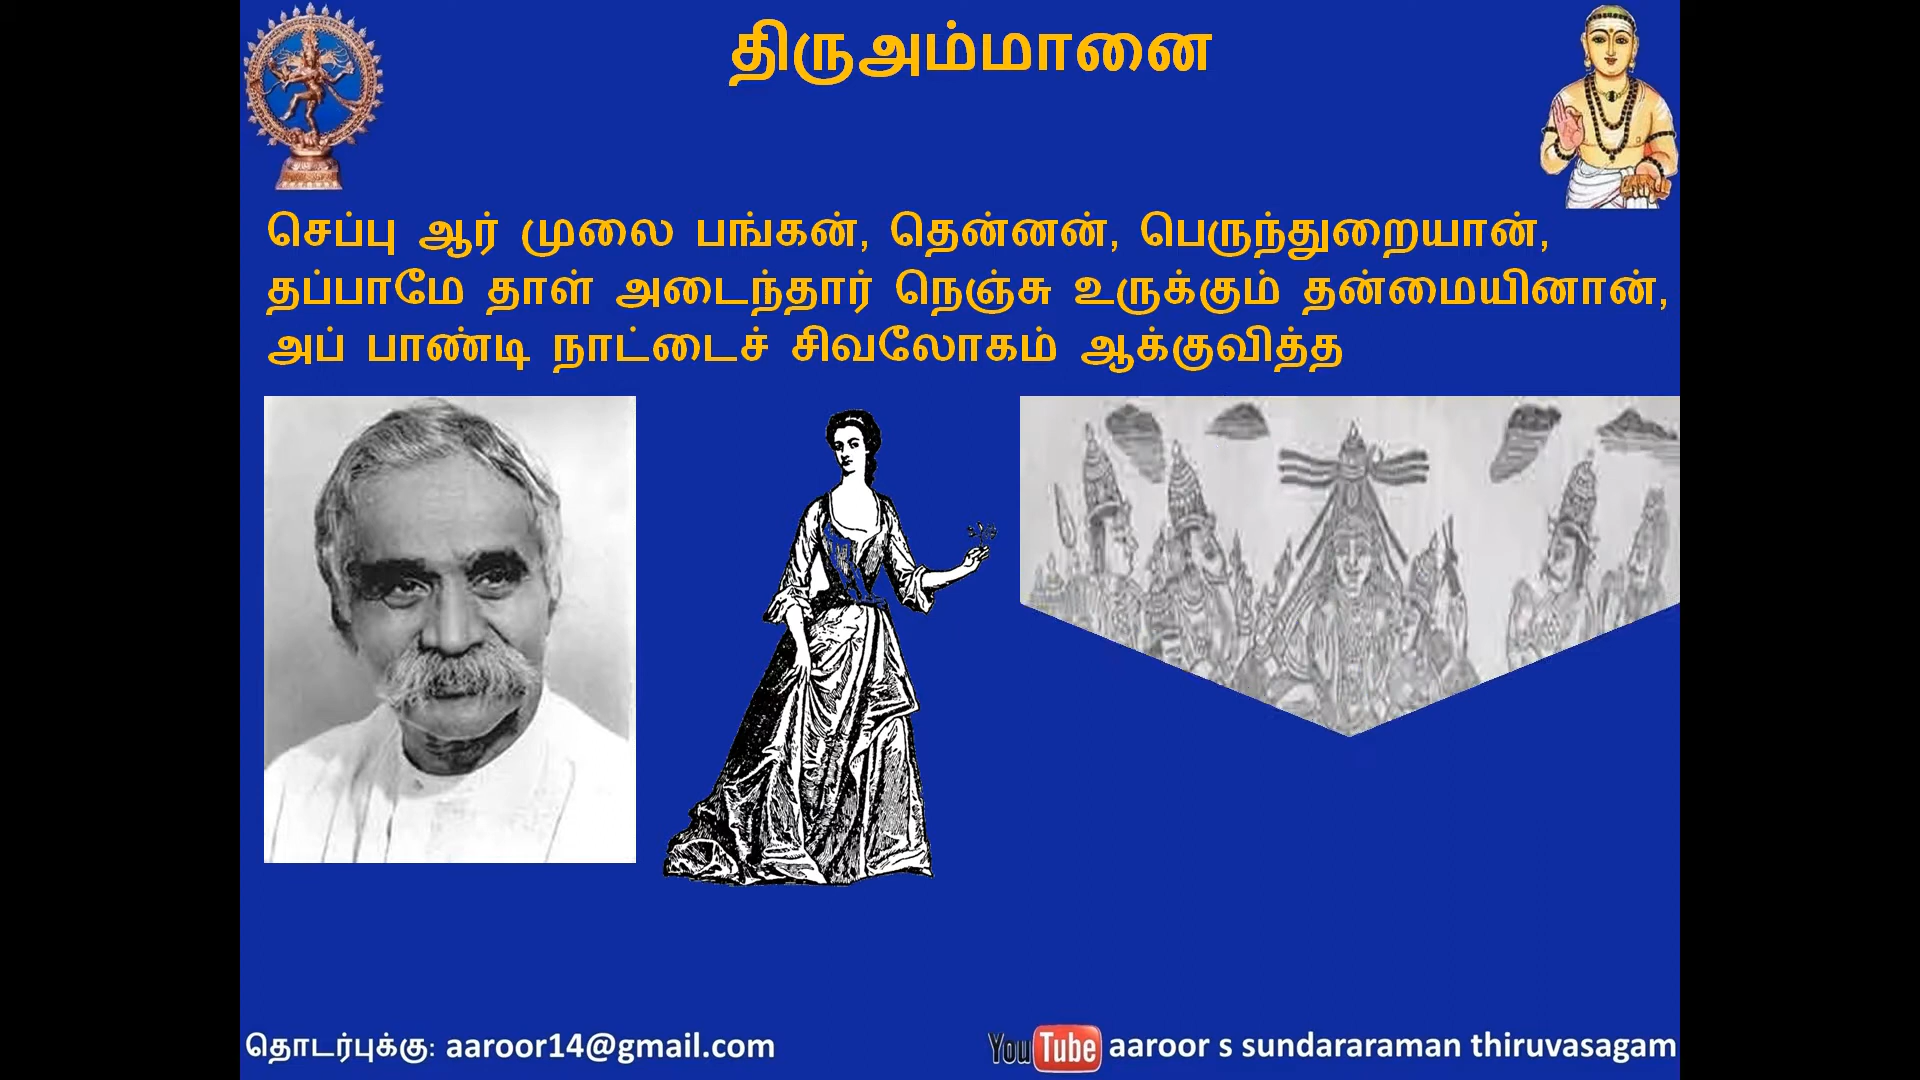 திருஅம்மானை
செப்பு ஆர் முலை பங்கன், தென்னன், பெருந்துறையான்,
தப்பாமே தாள் அடைந்தார் நெஞ்சு உருக்கும் தன்மையினான்,
அப் பாண்டி நாட்டைச் சிவலோகம் ஆக்குவித்த
தொடர்புக்கு: aaroor14@gmail.com
YouTube aaroor s sundararaman thiruvasagam